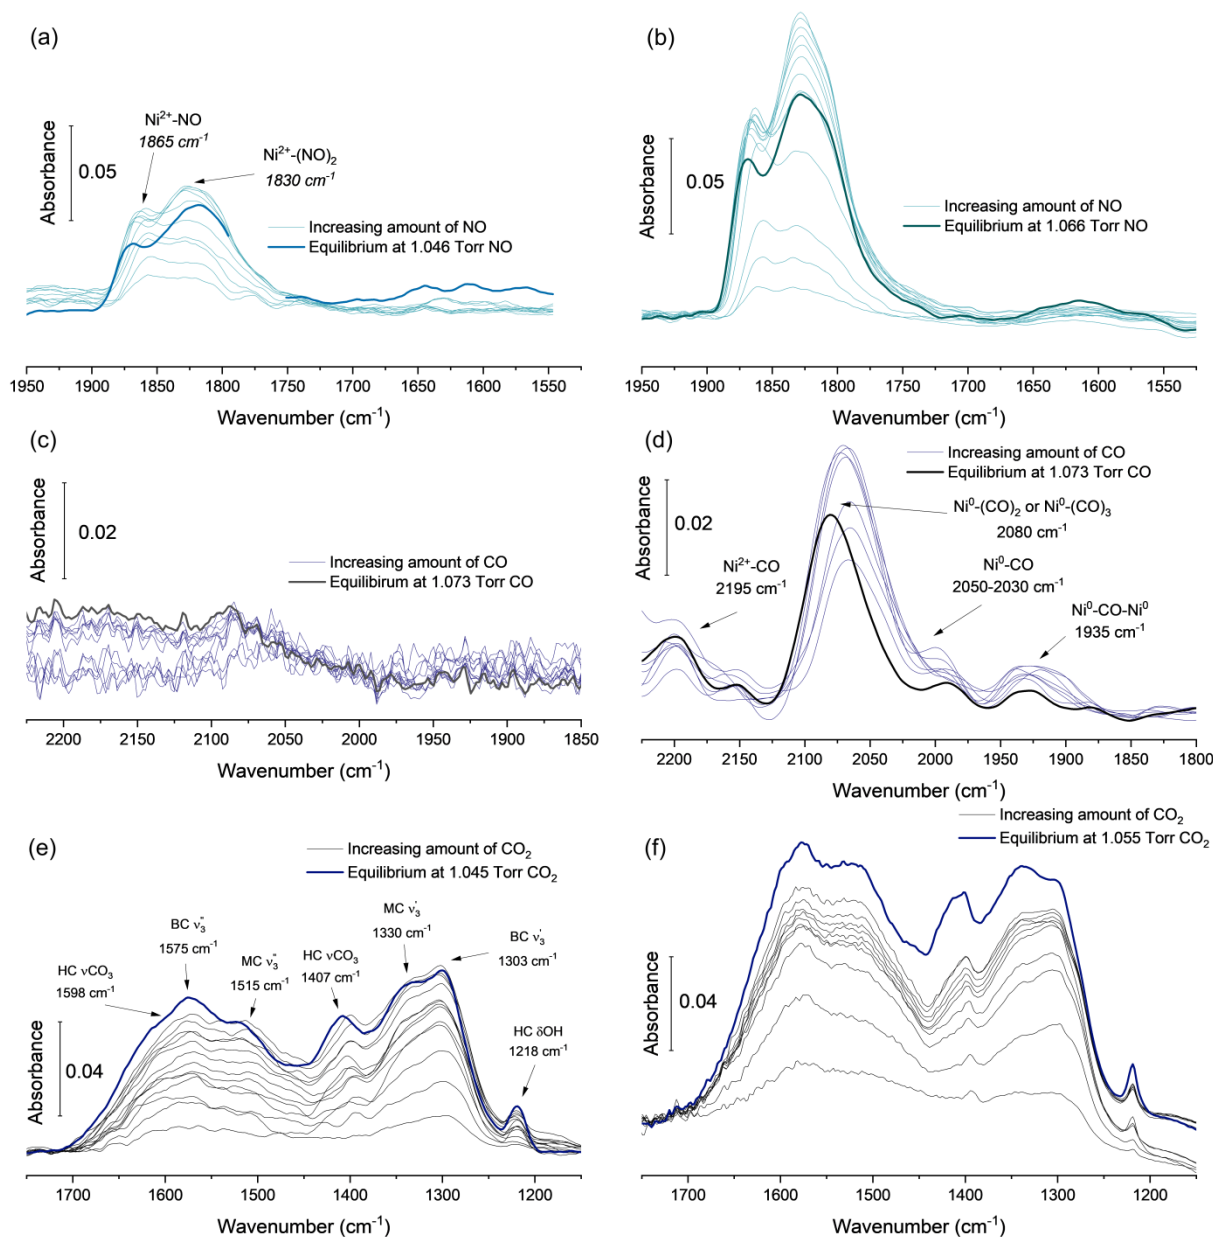 (a)
Ni²⁺-NO
1865 cm⁻¹
Ni²⁺-(NO)₂
1830 cm⁻¹
Absorbance
0.05
Increasing amount of NO
Equilibrium at 1.046 Torr NO
1950 1900 1850 1800 1750 1700 1650 1600 1550
Wavenumber (cm⁻¹)
(b)
Absorbance
0.05
Increasing amount of NO
Equilibrium at 1.066 Torr NO
1950 1900 1850 1800 1750 1700 1650 1600 1550
Wavenumber (cm⁻¹)
(c)
Absorbance
0.02
Increasing amount of CO
Equilibirum at 1.073 Torr CO
2200 2150 2100 2050 2000 1950 1900 1850
Wavenumber (cm⁻¹)
(d)
Increasing amount of CO
Equilibrium at 1.073 Torr CO
Absorbance
0.02
Ni⁰-(CO)₂ or Ni⁰-(CO)₃
2080 cm⁻¹
Ni²⁺-CO
2195 cm⁻¹
Ni⁰-CO
2050-2030 cm⁻¹
Ni⁰-CO-Ni⁰
1935 cm⁻¹
2200 2150 2100 2050 2000 1950 1900 1850 1800
Wavenumber (cm⁻¹)
(e)
Increasing amount of CO₂
Equilibrium at 1.045 Torr CO₂
HC νCO₃
1598 cm⁻¹
BC ν₃"
1575 cm⁻¹
MC ν₃"
1515 cm⁻¹
HC νCO₃
1407 cm⁻¹
MC ν₃'
1330 cm⁻¹
BC ν₃'
1303 cm⁻¹
HC δOH
1218 cm⁻¹
Absorbance
0.04
1700 1600 1500 1400 1300 1200
Wavenumber (cm⁻¹)
(f)
Increasing amount of CO₂
Equilibrium at 1.055 Torr CO₂
Absorbance
0.04
1700 1600 1500 1400 1300 1200
Wavenumber (cm⁻¹)